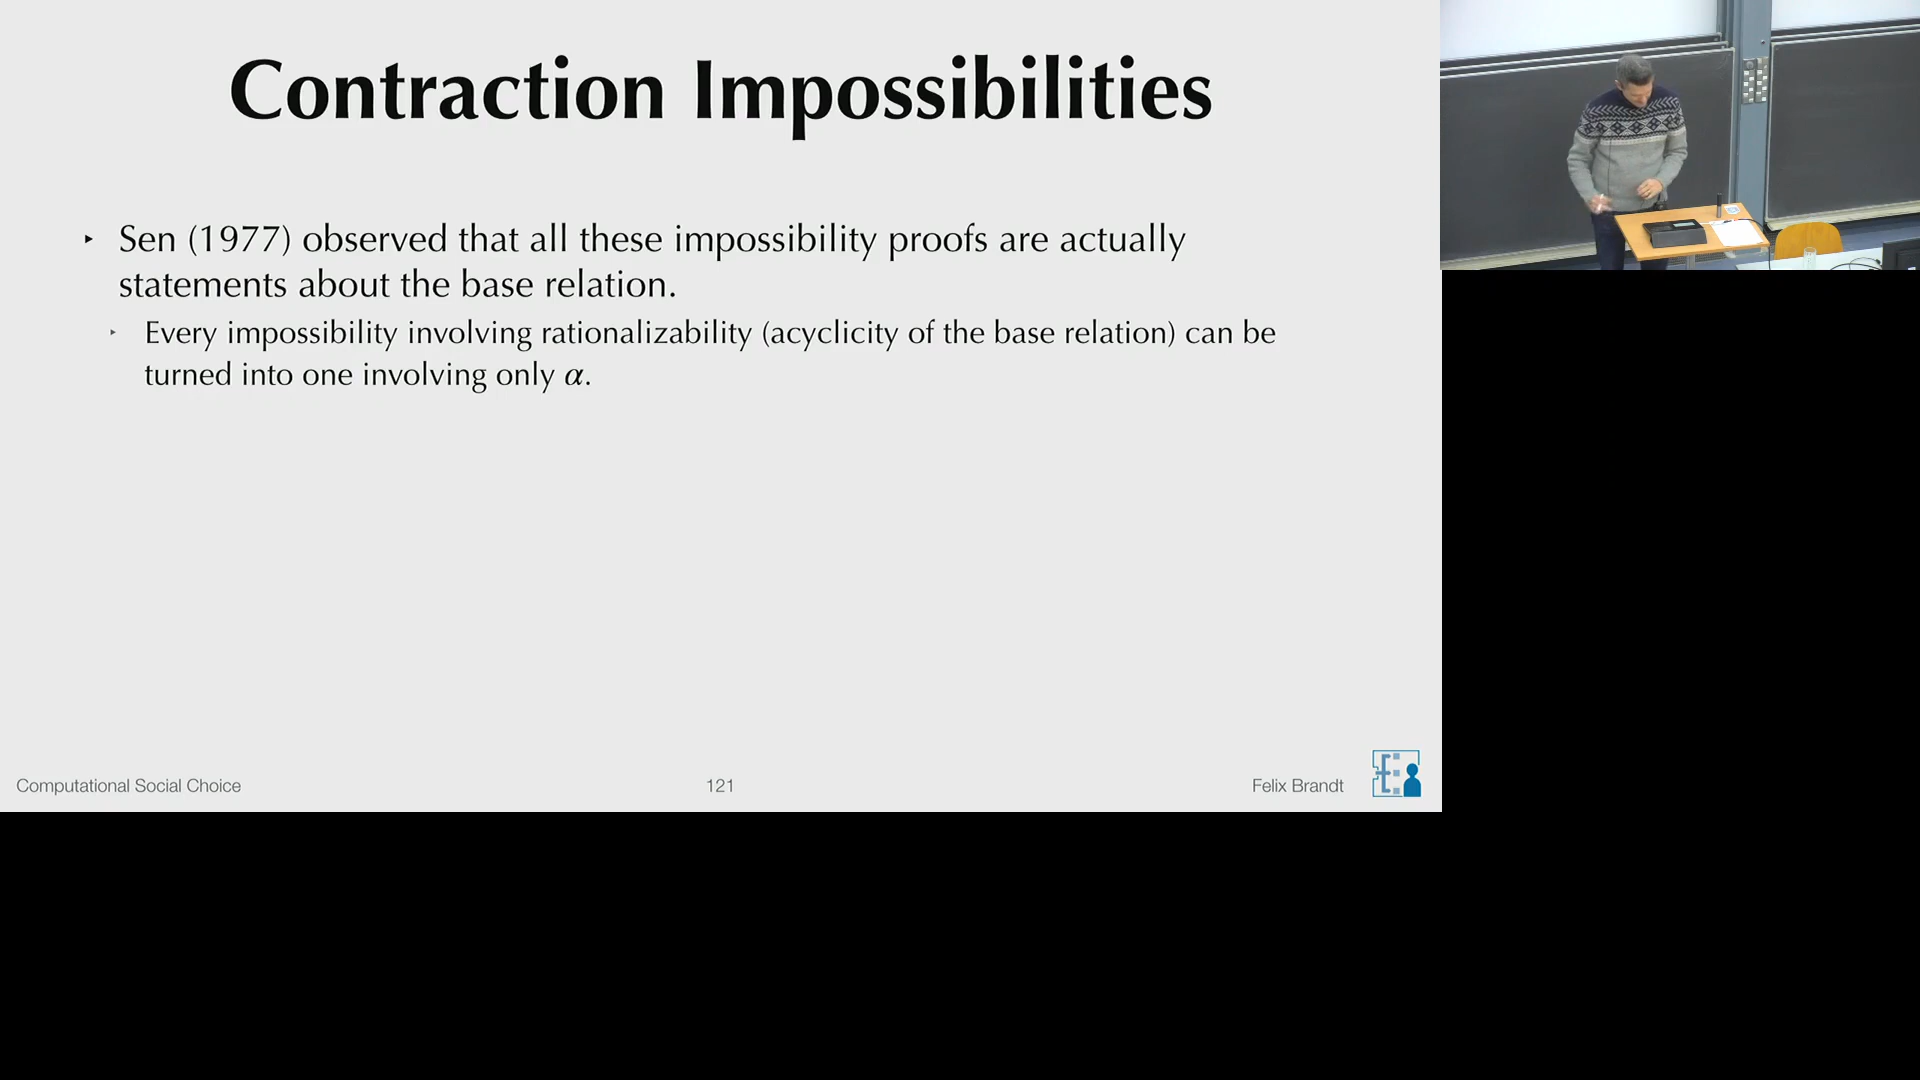 Contraction Impossibilities
‣ Sen (1977) observed that all these impossibility proofs are actually
statements about the base relation.
‣ Every impossibility involving rationalizability (acyclicity of the base relation) can be
turned into one involving only α.
Computational Social Choice
121
Felix Brandt